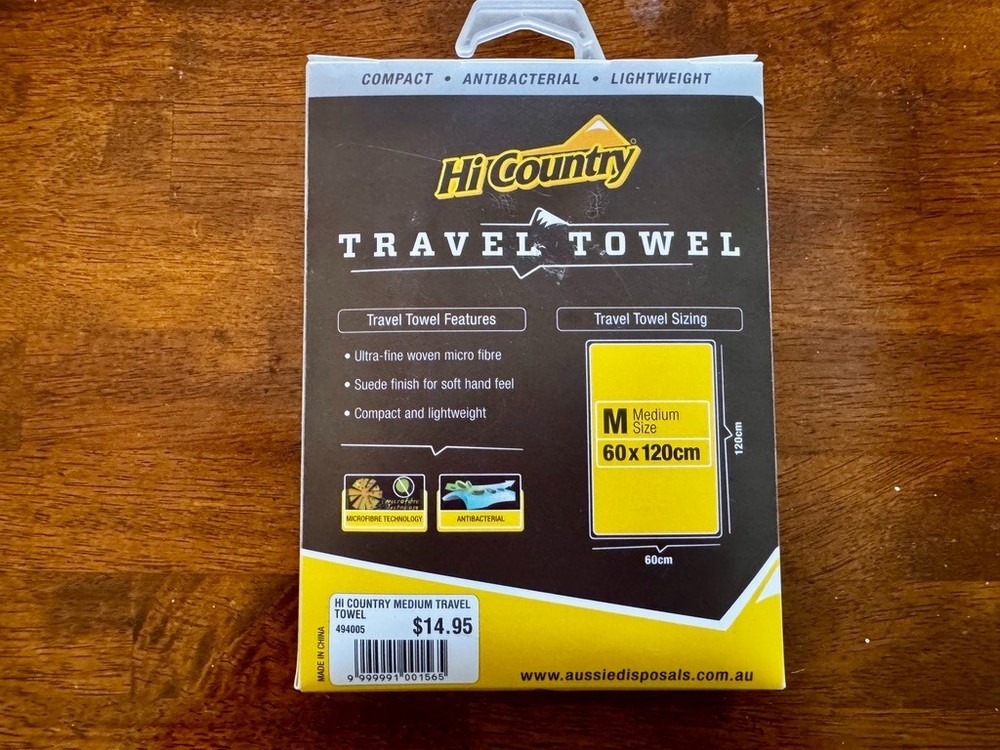 COMPACT • ANTIBACTERIAL • LIGHTWEIGHT
Hi Country
TRAVEL TOWEL
Travel Towel Features
• Ultra-fine woven micro fibre
• Suede finish for soft hand feel
• Compact and lightweight
MICROFIBRE TECHNOLOGY
ANTIBACTERIAL
Travel Towel Sizing
M Medium
Size
60 x 120cm
120cm
60cm
HI COUNTRY MEDIUM TRAVEL
TOWEL
494005 $14.95
9 999991 001565
MADE IN CHINA
www.aussiedisposals.com.au